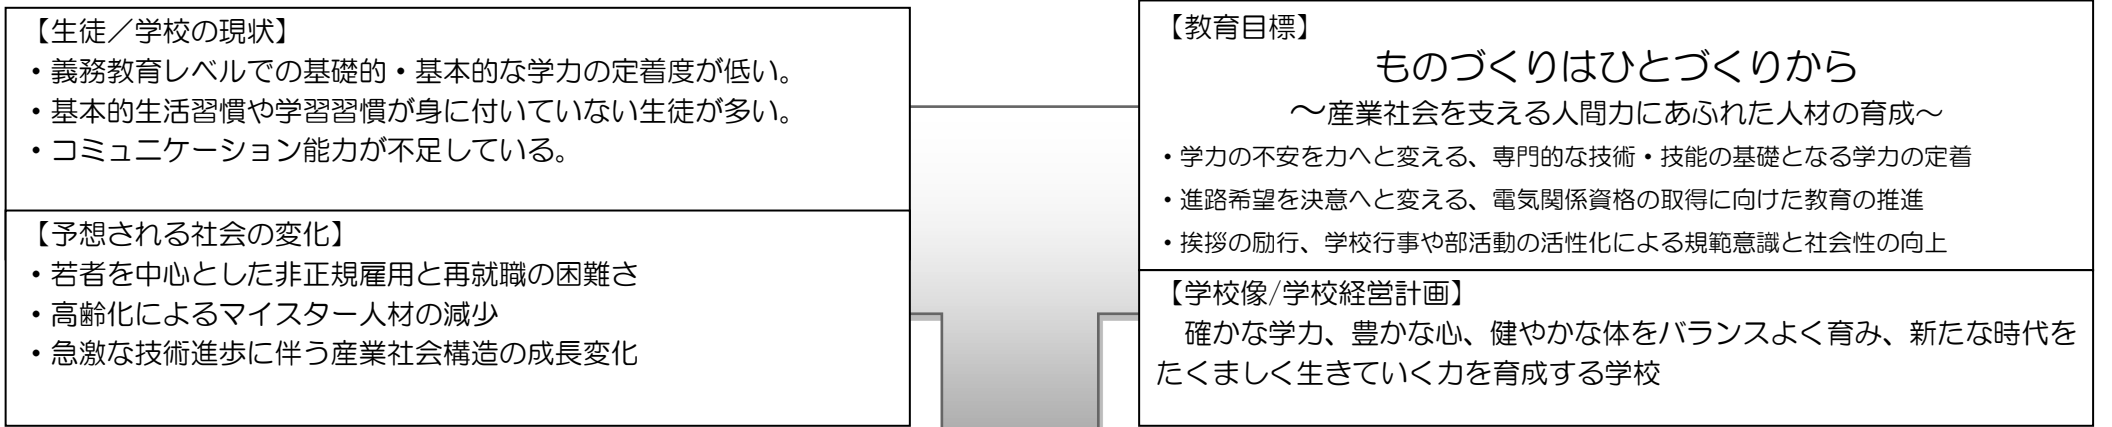 【生徒／学校の現状】
・義務教育レベルでの基礎的・基本的な学力の定着度が低い。
・基本的生活習慣や学習習慣が身に付いていない生徒が多い。
・コミュニケーション能力が不足している。
【予想される社会の変化】
・若者を中心とした非正規雇用と再就職の困難さ
・高齢化によるマイスター人材の減少
・急激な技術進歩に伴う産業社会構造の成長変化
【教育目標】
ものづくりはひとづくりから
～産業社会を支える人間力にあふれた人材の育成～
・学力の不安を力へと変える、専門的な技術・技能の基礎となる学力の定着
・進路希望を決意へと変える、電気関係資格の取得に向けた教育の推進
・挨拶の励行、学校行事や部活動の活性化による規範意識と社会性の向上
【学校像/学校経営計画】
確かな学力、豊かな心、健やかな体をバランスよく育み、新たな時代を
たくましく生きていく力を育成する学校